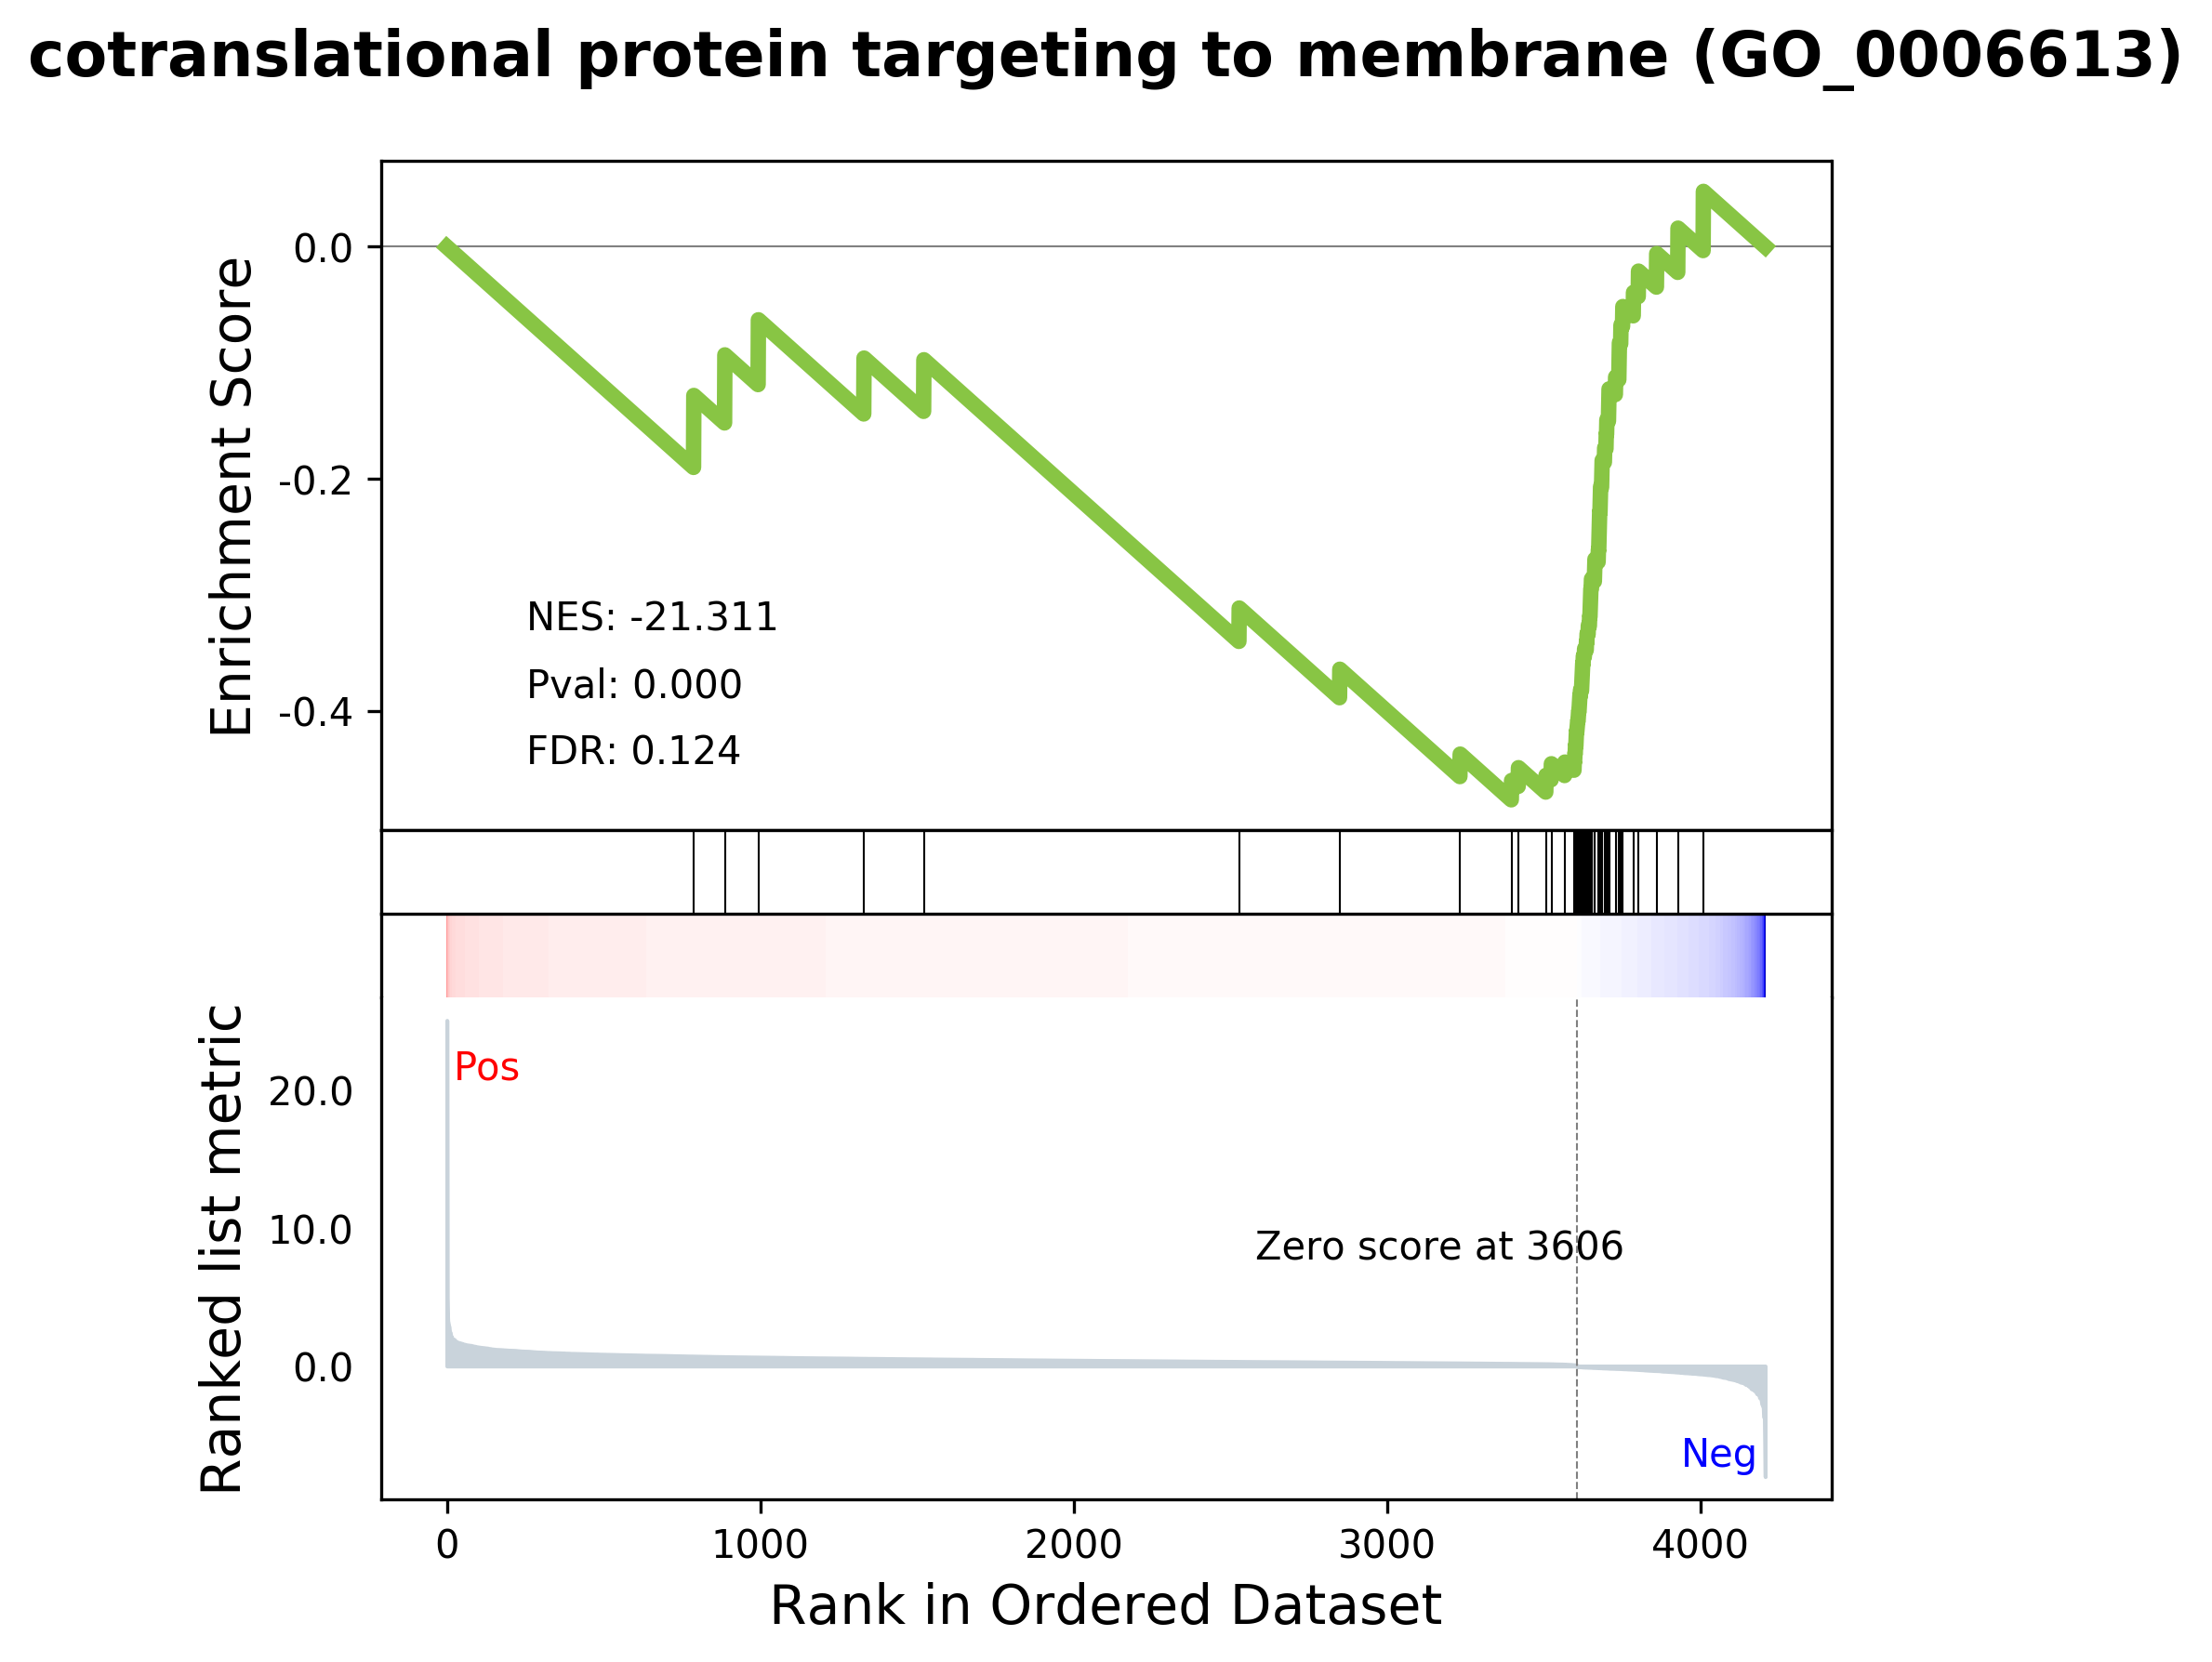 cotranslational protein targeting to membrane (GO_0006613)
Enrichment Score
0.0
-0.2
-0.4
NES: -21.311
Pval: 0.000
FDR: 0.124
Ranked list metric
20.0
10.0
0.0
Pos
Zero score at 3606
Neg
0 1000 2000 3000 4000
Rank in Ordered Dataset